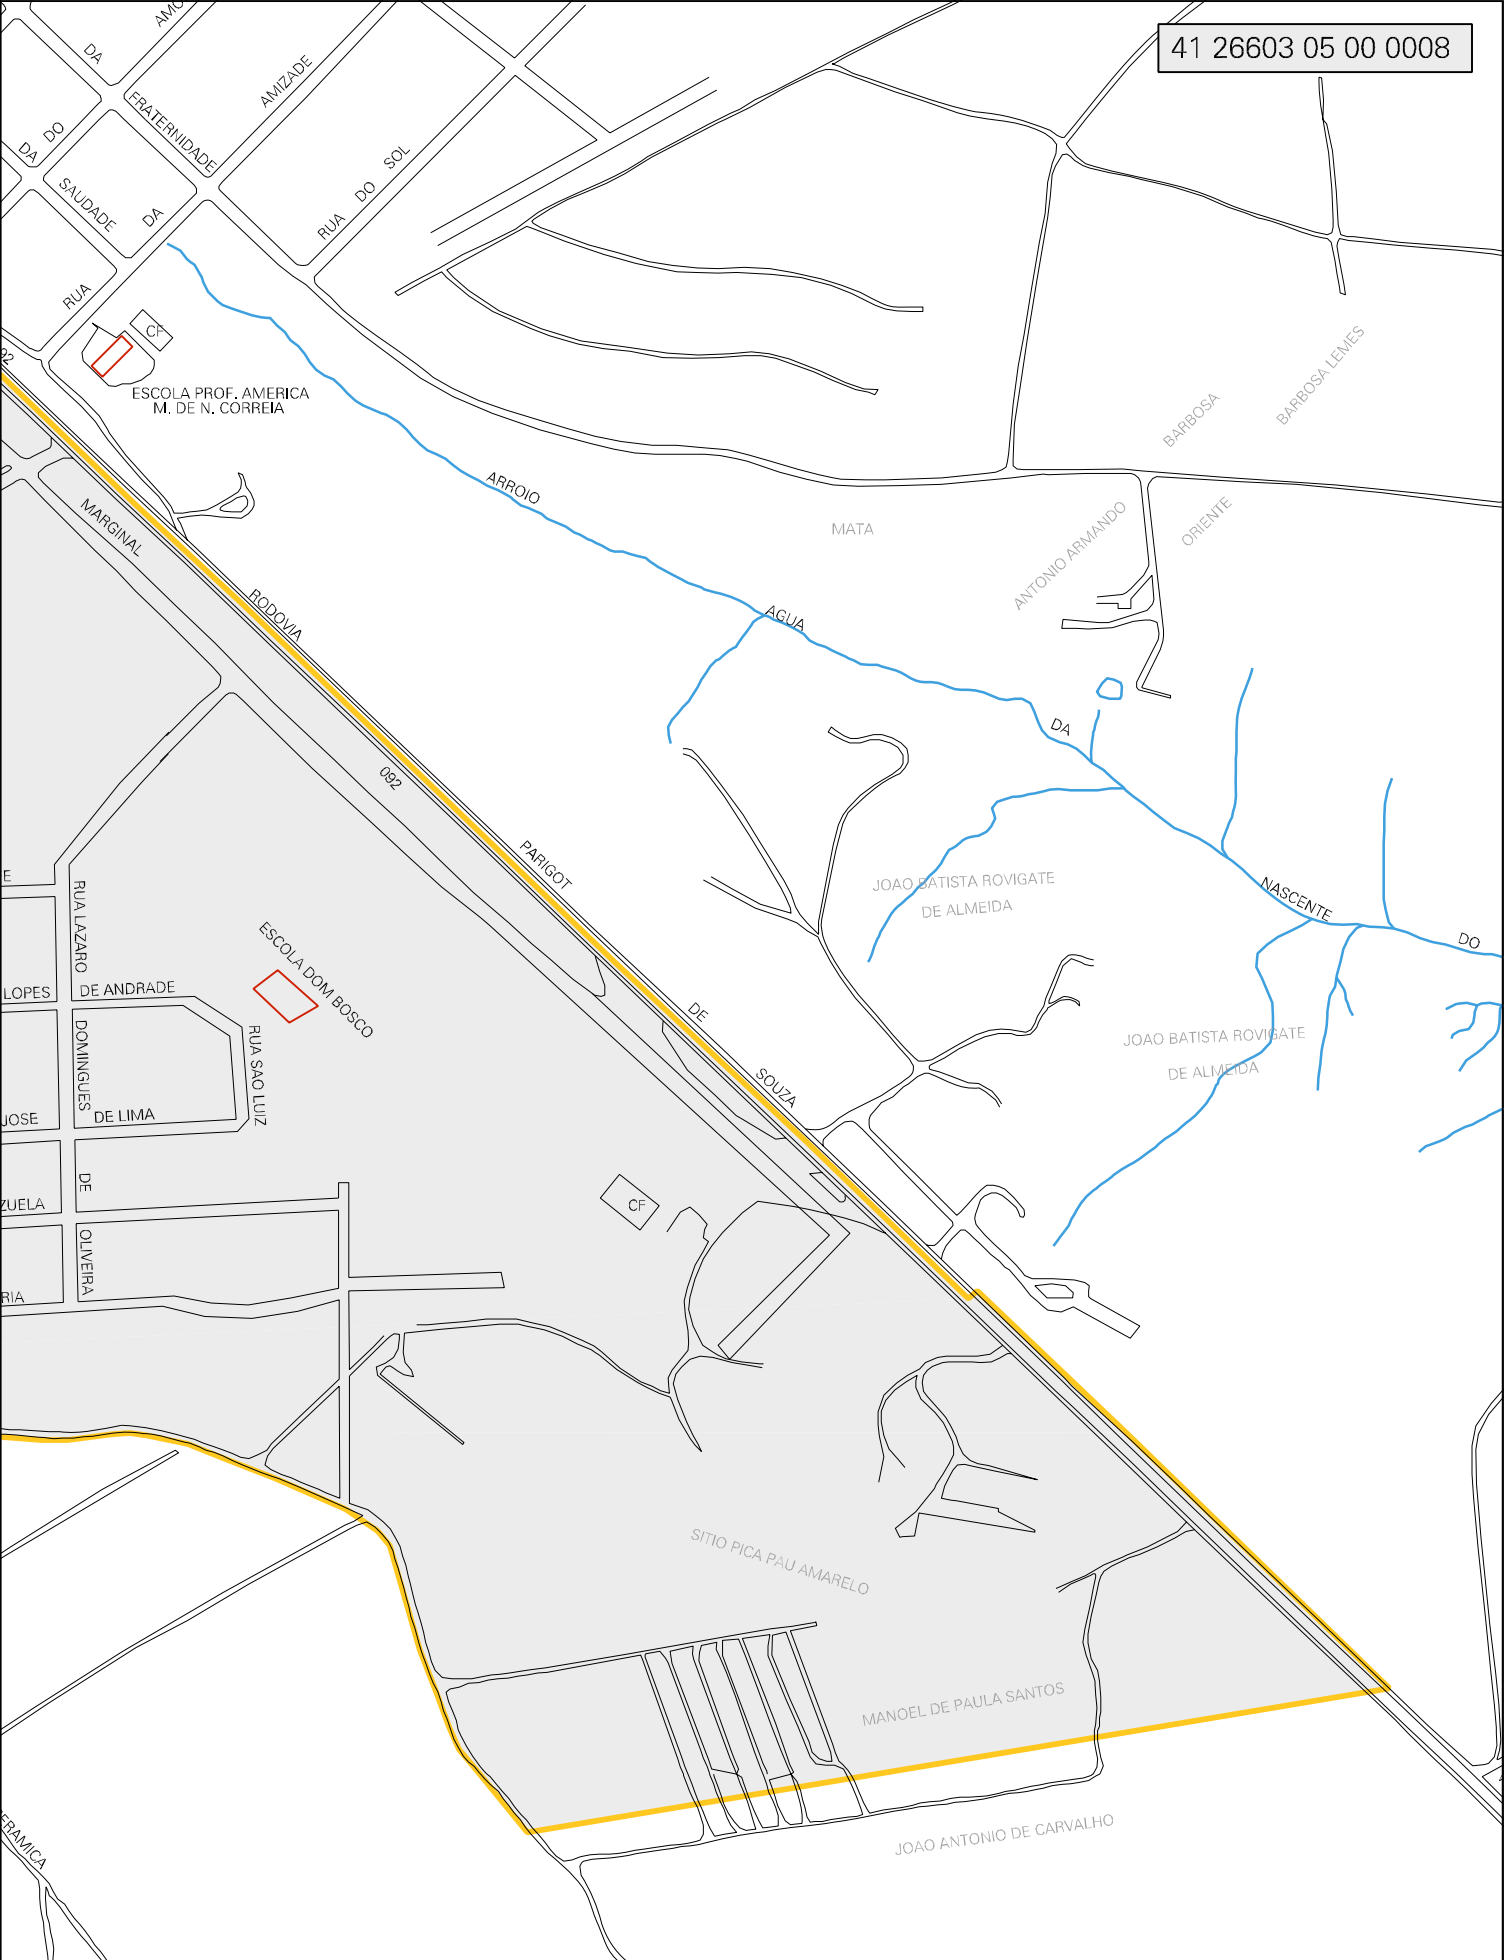 41 26603 05 00 0008
DA
FRATERNIDADE
AMIZADE
DA
DO
SAUDADE
DA
RUA DO SOL
RUA
CF
ESCOLA PROF. AMERICA
M. DE N. CORREIA
BARBOSA
BARBOSA LEMES
MARGINAL
ARROIO
MATA
ANTONIO ARMANDO
ORIENTE
RODOVIA
AGUA
DA
092
PARIGOT
JOAO BATISTA ROVIGATE
DE ALMEIDA
NASCENTE
DO
RUA LAZARO
ESCOLA DOM BOSCO
LOPES
DE ANDRADE
DE
RUA SAO LUIZ
DOMINGUES
JOAO BATISTA ROVIGATE
DE ALMEIDA
SOUZA
JOSE
DE LIMA
DE
ZUELA
CF
OLIVEIRA
RIA
SITIO PICA PAU AMARELO
MANOEL DE PAULA SANTOS
JOAO ANTONIO DE CARVALHO
ERAMICA